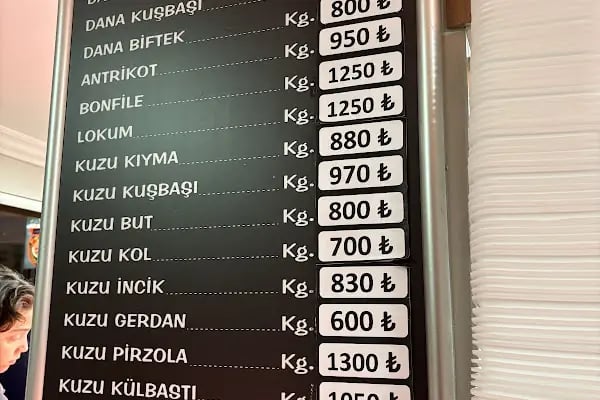 DANA KUŞBAŞI
DANA BİFTEK Kg. 800 ₺
ANTRİKOT Kg. 950 ₺
BONFİLE Kg. 1250 ₺
LOKUM Kg. 1250 ₺
KUZU KIYMA Kg. 880 ₺
KUZU KUŞBAŞI Kg. 970 ₺
KUZU BUT Kg. 800 ₺
KUZU KOL Kg. 700 ₺
KUZU İNCİK Kg. 830 ₺
KUZU GERDAN Kg. 600 ₺
KUZU PİRZOLA Kg. 1300 ₺
KUZU KÜLBASTI Kg. 1050 ₺